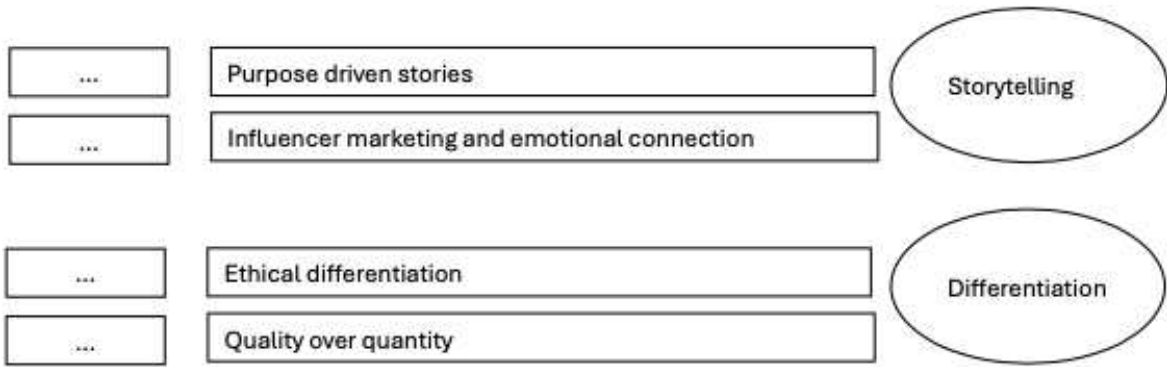 ...
Purpose driven stories
Storytelling
...
Influencer marketing and emotional connection
...
Ethical differentiation
Differentiation
...
Quality over quantity